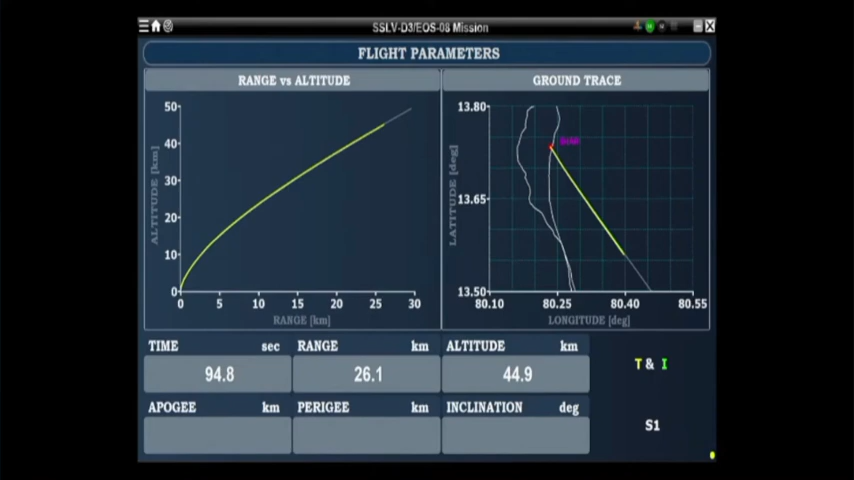 SSLV-D3/EOS-08 Mission
FLIGHT PARAMETERS
RANGE vs ALTITUDE
GROUND TRACE
50
40
30
20
10
0
ALTITUDE [km]
0 5 10 15 20 25 30
RANGE [km]
13.80
13.65
13.50
LATITUDE [deg]
80.10 80.25 80.40 80.55
LONGITUDE [deg]
TIME sec RANGE km ALTITUDE km
94.8 26.1 44.9
T & I
APOGEE km PERIGEE km INCLINATION deg
S1